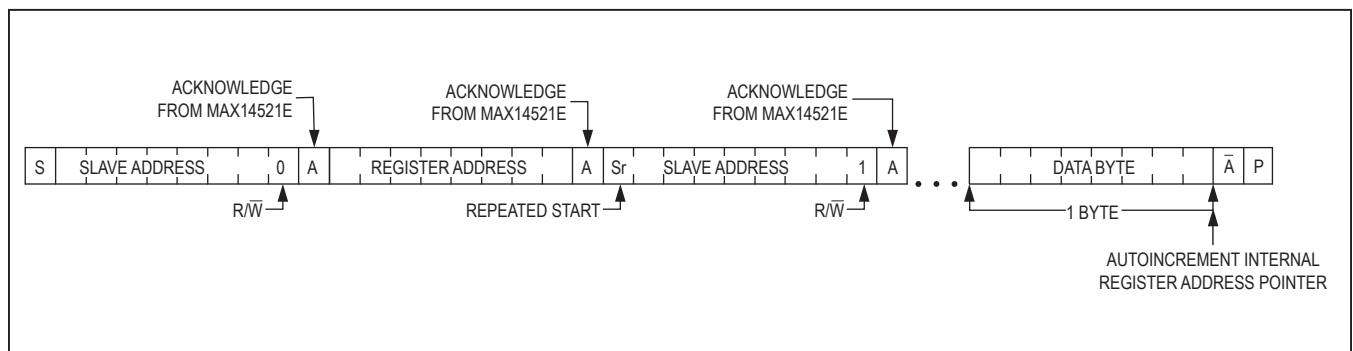 ACKNOWLEDGE
FROM MAX14521E
ACKNOWLEDGE
FROM MAX14521E
ACKNOWLEDGE
FROM MAX14521E
S SLAVE ADDRESS 0 A REGISTER ADDRESS A Sr SLAVE ADDRESS 1 A ... DATA BYTE A̅ P
R/W̅ REPEATED START R/W̅ 1 BYTE
AUTOINCREMENT INTERNAL
REGISTER ADDRESS POINTER